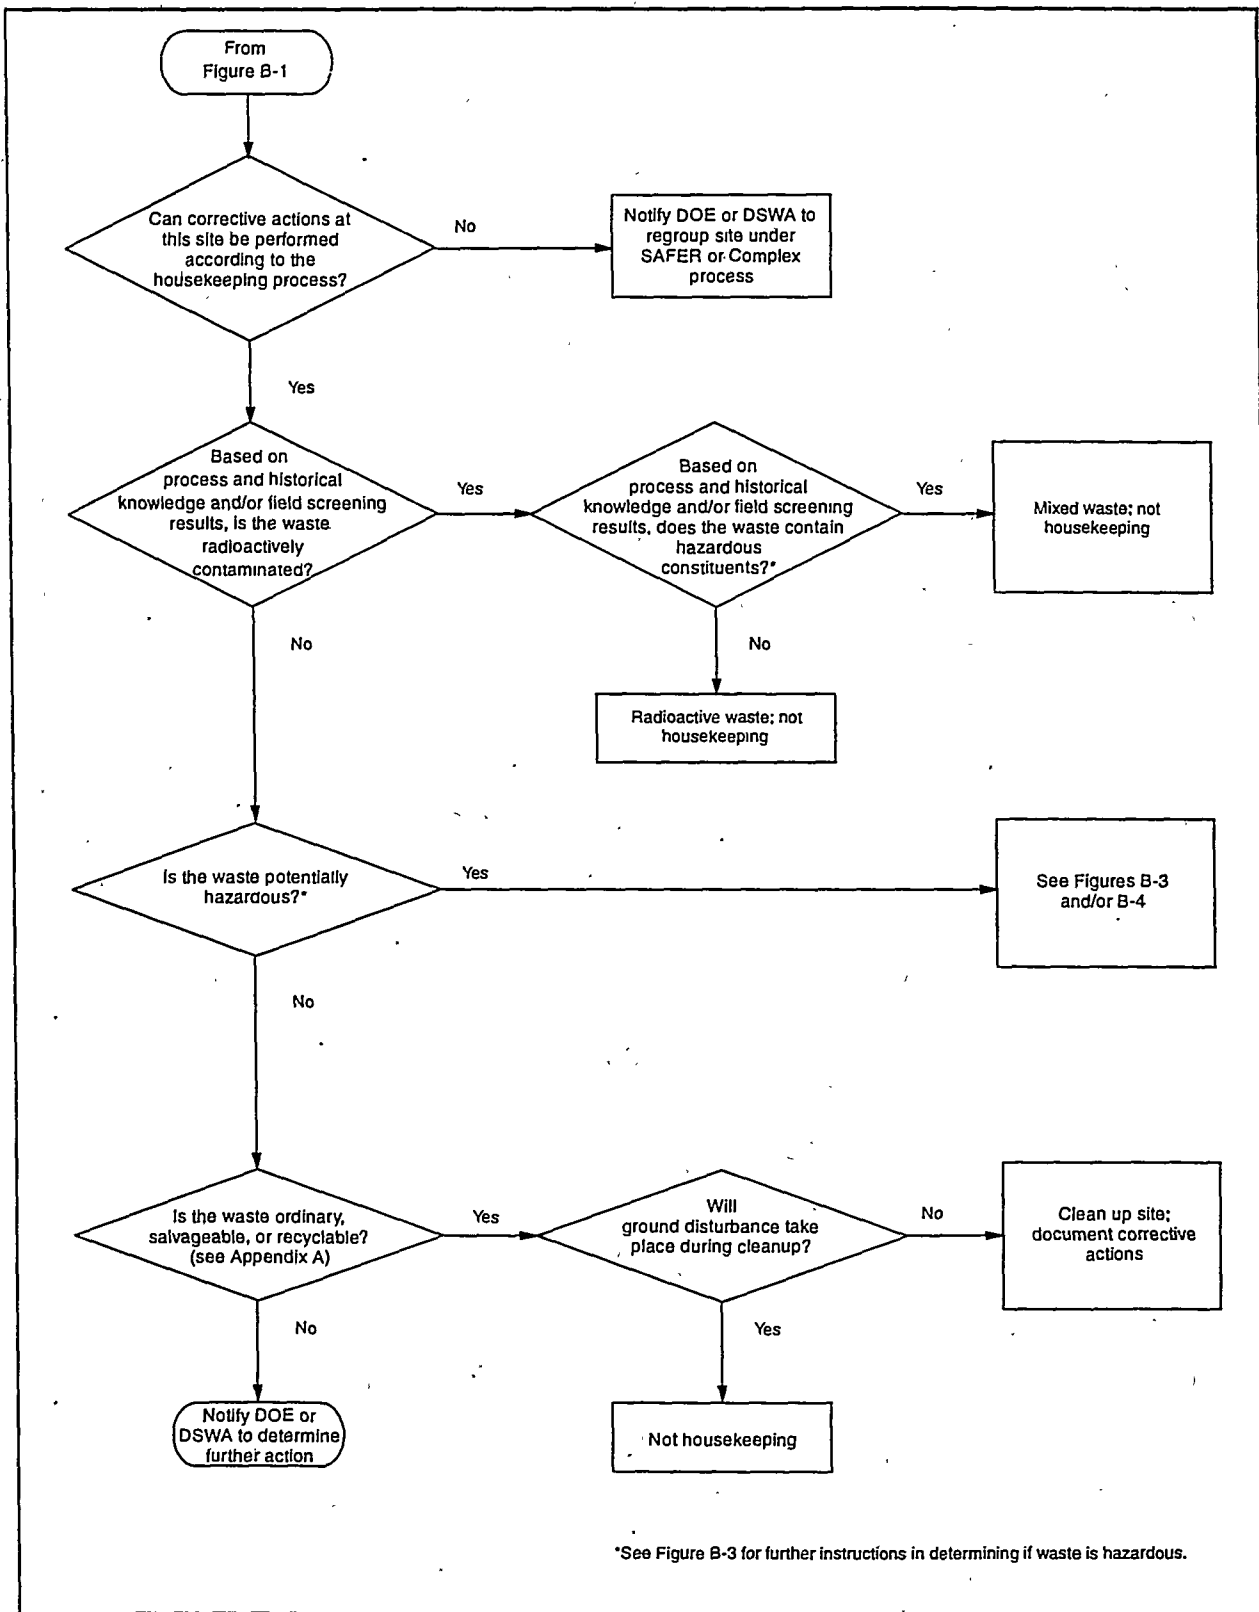 From
Figure B-1
Can corrective actions at
this site be performed
according to the
housekeeping process?
No
Notify DOE or DSWA to
regroup site under
SAFER or Complex
process
Yes
Based on
process and historical
knowledge and/or field screening
results, is the waste
radioactively
contaminated?
Yes
Based on
process and historical
knowledge and/or field screening
results, does the waste contain
hazardous
constituents?*
Yes
Mixed waste; not
housekeeping
No
No
Radioactive waste; not
housekeeping
Is the waste potentially
hazardous?*
Yes
See Figures B-3
and/or B-4
No
Is the waste ordinary,
salvageable, or recyclable?
(see Appendix A)
Yes
Will
ground disturbance take
place during cleanup?
No
Clean up site;
document corrective
actions
No
Yes
Notify DOE or
DSWA to determine
further action
Not housekeeping
*See Figure B-3 for further instructions in determining if waste is hazardous.